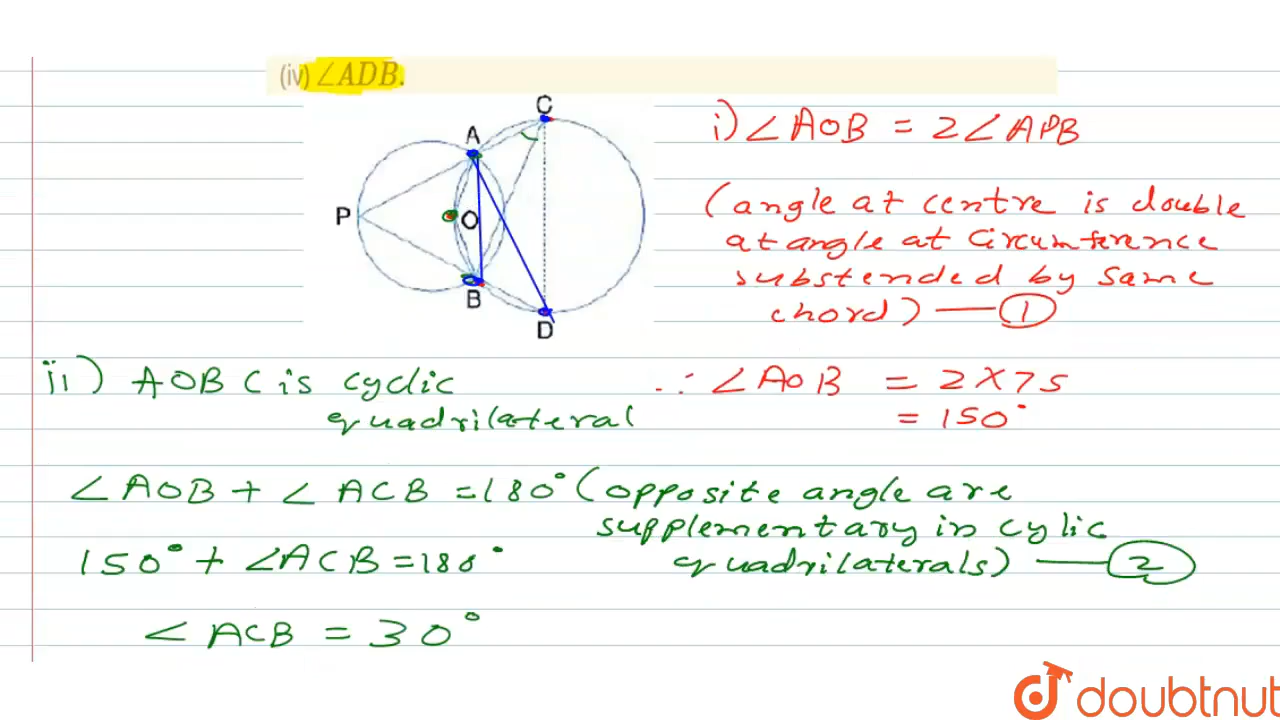 (iv) ∠ADB.
C
A
P
O
B
D
i) ∠AOB = 2∠APB
(angle at centre is double
at angle at Circumference
substended by same
chord) — 1
∴ ∠AOB = 2×75
= 150°
ii) AOBC is cyclic
quadrilateral
∠AOB + ∠ACB = 180° (opposite angle are
supplementary in cylic
quadrilaterals) — 2
150° + ∠ACB = 180°
∠ACB = 30°
doubtnut